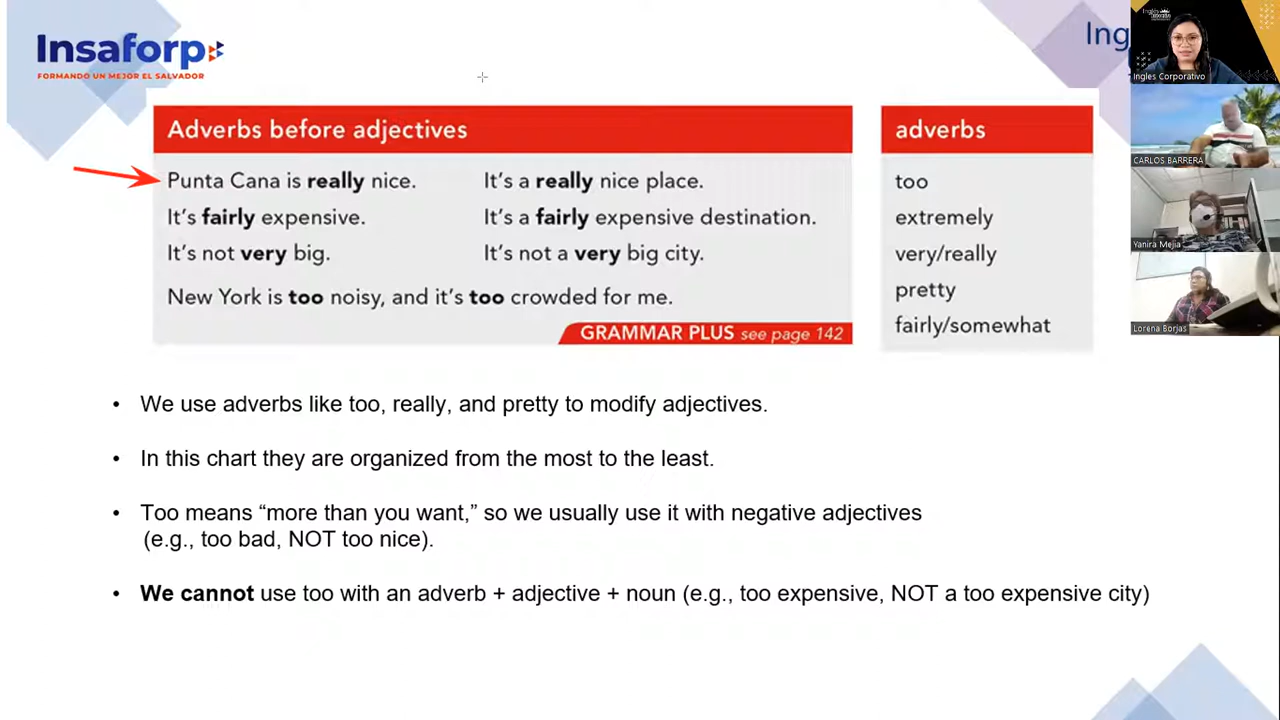 Insaforp
FORMANDO UN MEJOR EL SALVADOR
Ing
Inglés
Corporativo
Ingles Corporativo
CARLOS BARRERA
Yanira Mejia
Lorena Borjas
Adverbs before adjectives
Punta Cana is really nice. It's a really nice place.
It's fairly expensive. It's a fairly expensive destination.
It's not very big. It's not a very big city.
New York is too noisy, and it's too crowded for me.
GRAMMAR PLUS see page 142
adverbs
too
extremely
very/really
pretty
fairly/somewhat
• We use adverbs like too, really, and pretty to modify adjectives.
• In this chart they are organized from the most to the least.
• Too means “more than you want,” so we usually use it with negative adjectives
(e.g., too bad, NOT too nice).
• We cannot use too with an adverb + adjective + noun (e.g., too expensive, NOT a too expensive city)